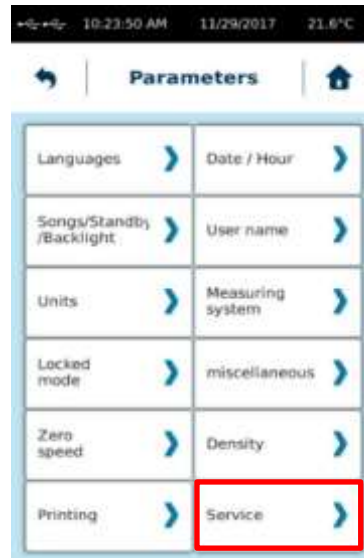 10:23:50 AM 11/29/2017 21.6°C
Parameters
Languages
Date / Hour
Songs/Standby
/Backlight
User name
Units
Measuring
system
Locked
mode
miscellaneous
Zero
speed
Density
Printing
Service